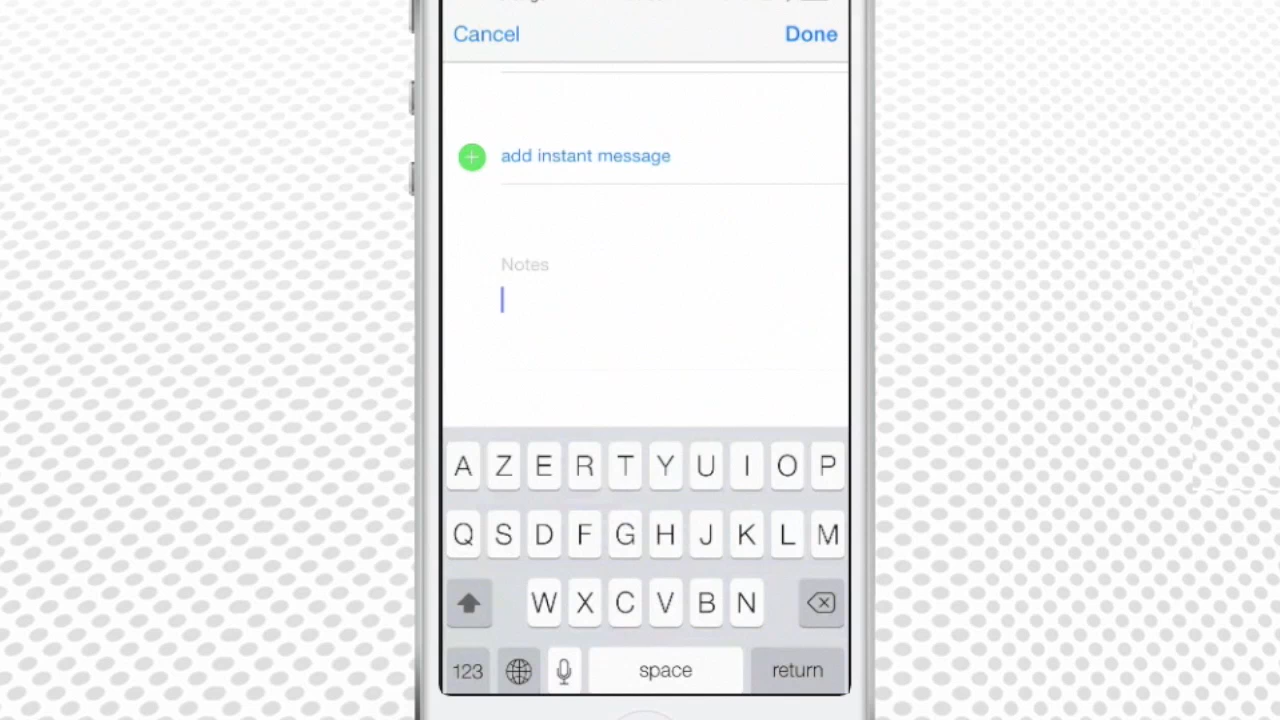 Cancel Done
add instant message
Notes
A Z E R T Y U I O P
Q S D F G H J K L M
W X C V B N
123 space return